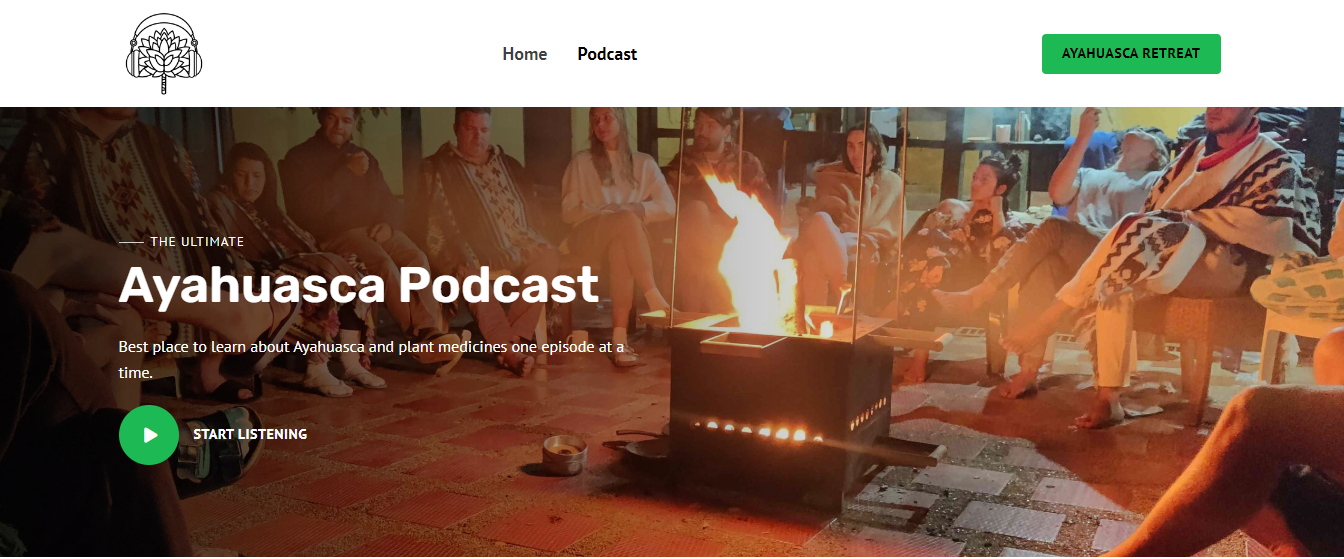 Home
Podcast
AYAHUASCA RETREAT
THE ULTIMATE
Ayahuasca Podcast
Best place to learn about Ayahuasca and plant medicines one episode at a
time.
START LISTENING